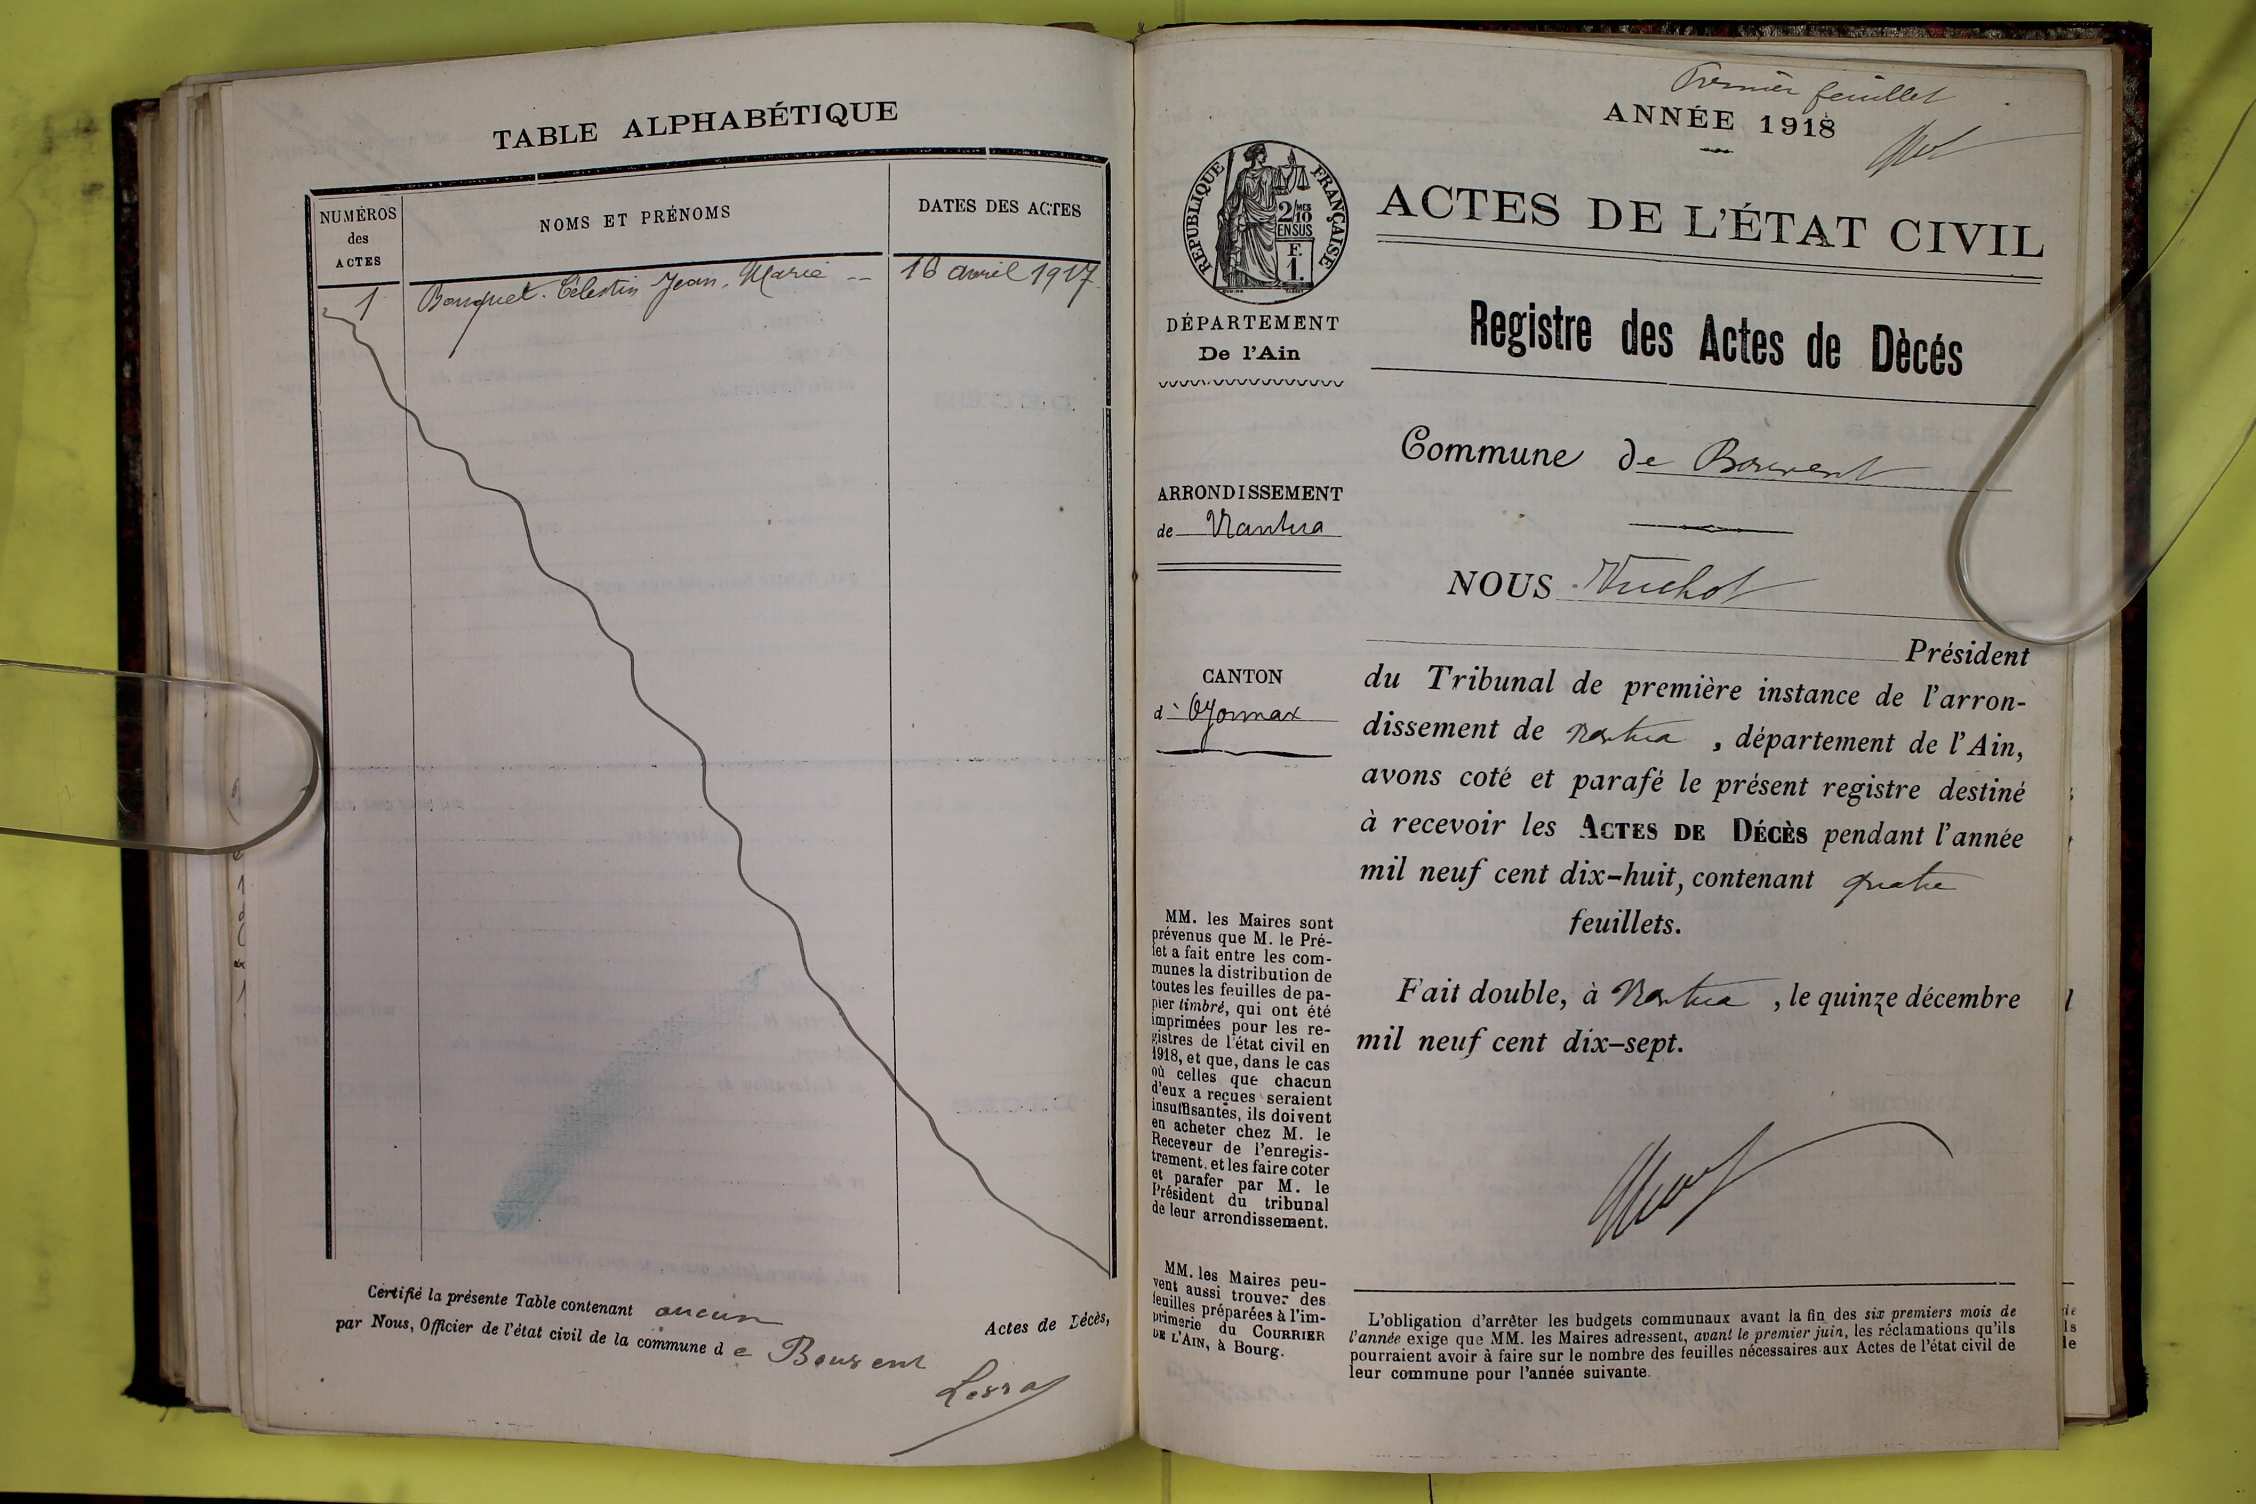 TABLE ALPHABÉTIQUE
NUMÉROS
des
ACTES
NOMS ET PRÉNOMS
DATES DES ACTES
1
Bouquet. Célestin Jean. Marie --
16 avril 1917
Certifié la présente Table contenant aucun
Actes de Décès,
par Nous, Officier de l'état civil de la commune de Bouvent
Premier feuillet
ANNÉE 1918
RÉPUBLIQUE FRANÇAISE
2/10 MES
EN SUS
F.
1.
DÉPARTEMENT
De l'Ain
ARRONDISSEMENT
de Nantua
CANTON
d' Oyonnax
MM. les Maires sont
prévenus que M. le Pré-
fet a fait entre les com-
munes la distribution de
toutes les feuilles de pa-
pier timbré, qui ont été
imprimées pour les re-
gistres de l'état civil en
1918, et que, dans le cas
où celles que chacun
d'eux a reçues seraient
insuffisantes, ils doivent
en acheter chez M. le
Receveur de l'enregis-
trement, et les faire coter
et parafer par M. le
Président du tribunal
de leur arrondissement.
MM. les Maires peu-
vent aussi trouver des
feuilles préparées à l'im-
primerie du COURRIER
DE L'AIN, à Bourg.
ACTES DE L'ÉTAT CIVIL
Registre des Actes de Dècés
Commune de Bouvent
NOUS Vuchot
Président
du Tribunal de première instance de l'arron-
dissement de Nantua, département de l'Ain,
avons coté et parafé le présent registre destiné
à recevoir les ACTES DE DÉCÈS pendant l'année
mil neuf cent dix-huit, contenant quatre
feuillets.
Fait double, à Nantua, le quinze décembre
mil neuf cent dix-sept.
L'obligation d'arrêter les budgets communaux avant la fin des six premiers mois de
l'année exige que MM. les Maires adressent, avant le premier juin, les réclamations qu'ils
pourraient avoir à faire sur le nombre des feuilles nécessaires aux Actes de l'état civil de
leur commune pour l'année suivante.